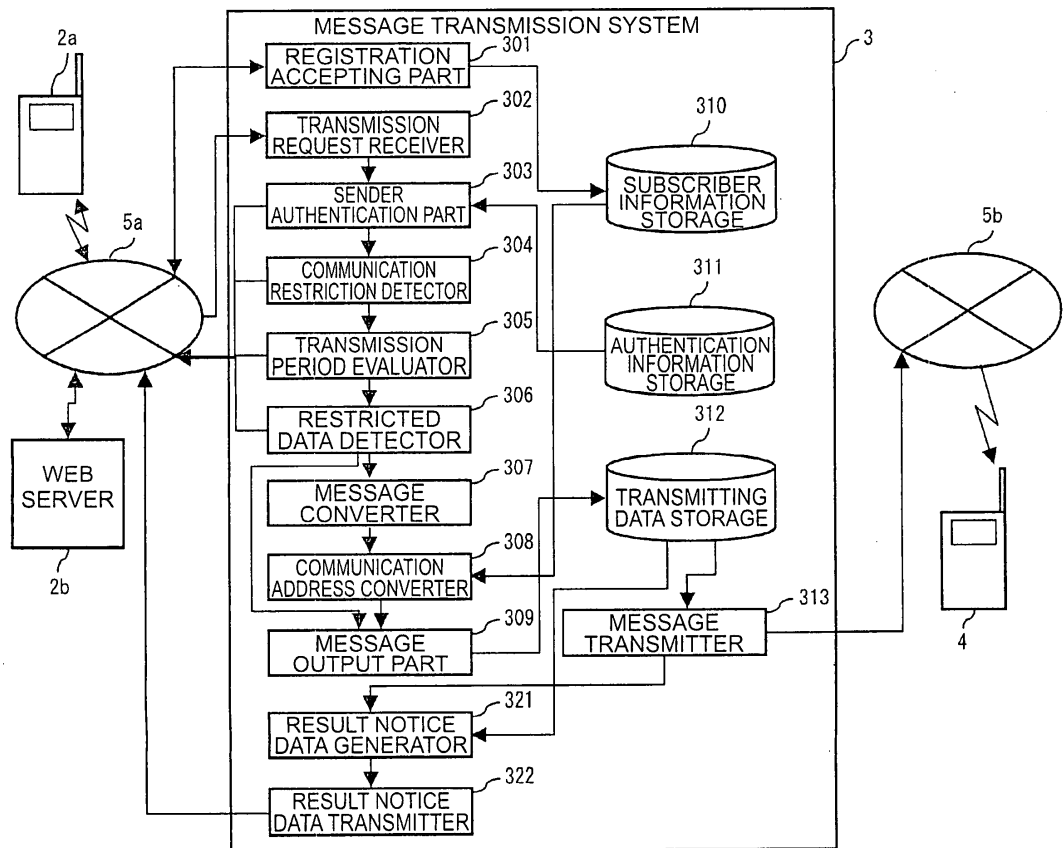 MESSAGE TRANSMISSION SYSTEM
3
2a
301
REGISTRATION
ACCEPTING PART
302
TRANSMISSION
REQUEST RECEIVER
310
SUBSCRIBER
INFORMATION
STORAGE
303
SENDER
AUTHENTICATION PART
5a
5b
304
COMMUNICATION
RESTRICTION DETECTOR
311
AUTHENTICATION
INFORMATION
STORAGE
305
TRANSMISSION
PERIOD EVALUATOR
306
RESTRICTED
DATA DETECTOR
312
TRANSMITTING
DATA STORAGE
WEB
SERVER
2b
307
MESSAGE
CONVERTER
308
COMMUNICATION
ADDRESS CONVERTER
313
MESSAGE
TRANSMITTER
4
309
MESSAGE
OUTPUT PART
321
RESULT NOTICE
DATA GENERATOR
322
RESULT NOTICE
DATA TRANSMITTER